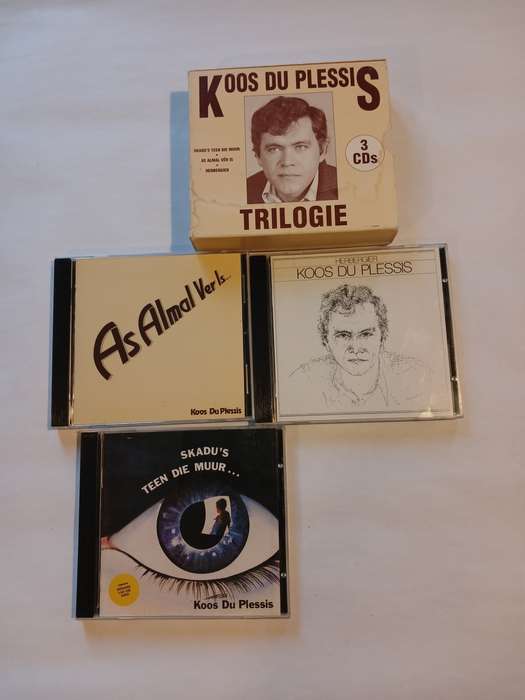 KOOS DU PLESSIS
SKADU'S TEEN DIE MUUR
•
AS ALMAL VÊR IS
•
HERBERGIER
3
CDs
TRILOGIE
As Almal Ver Is...
Koos Du Plessis
HERBERGIER
KOOS DU PLESSIS
SKADU'S
TEEN DIE MUUR...
Koos Du Plessis